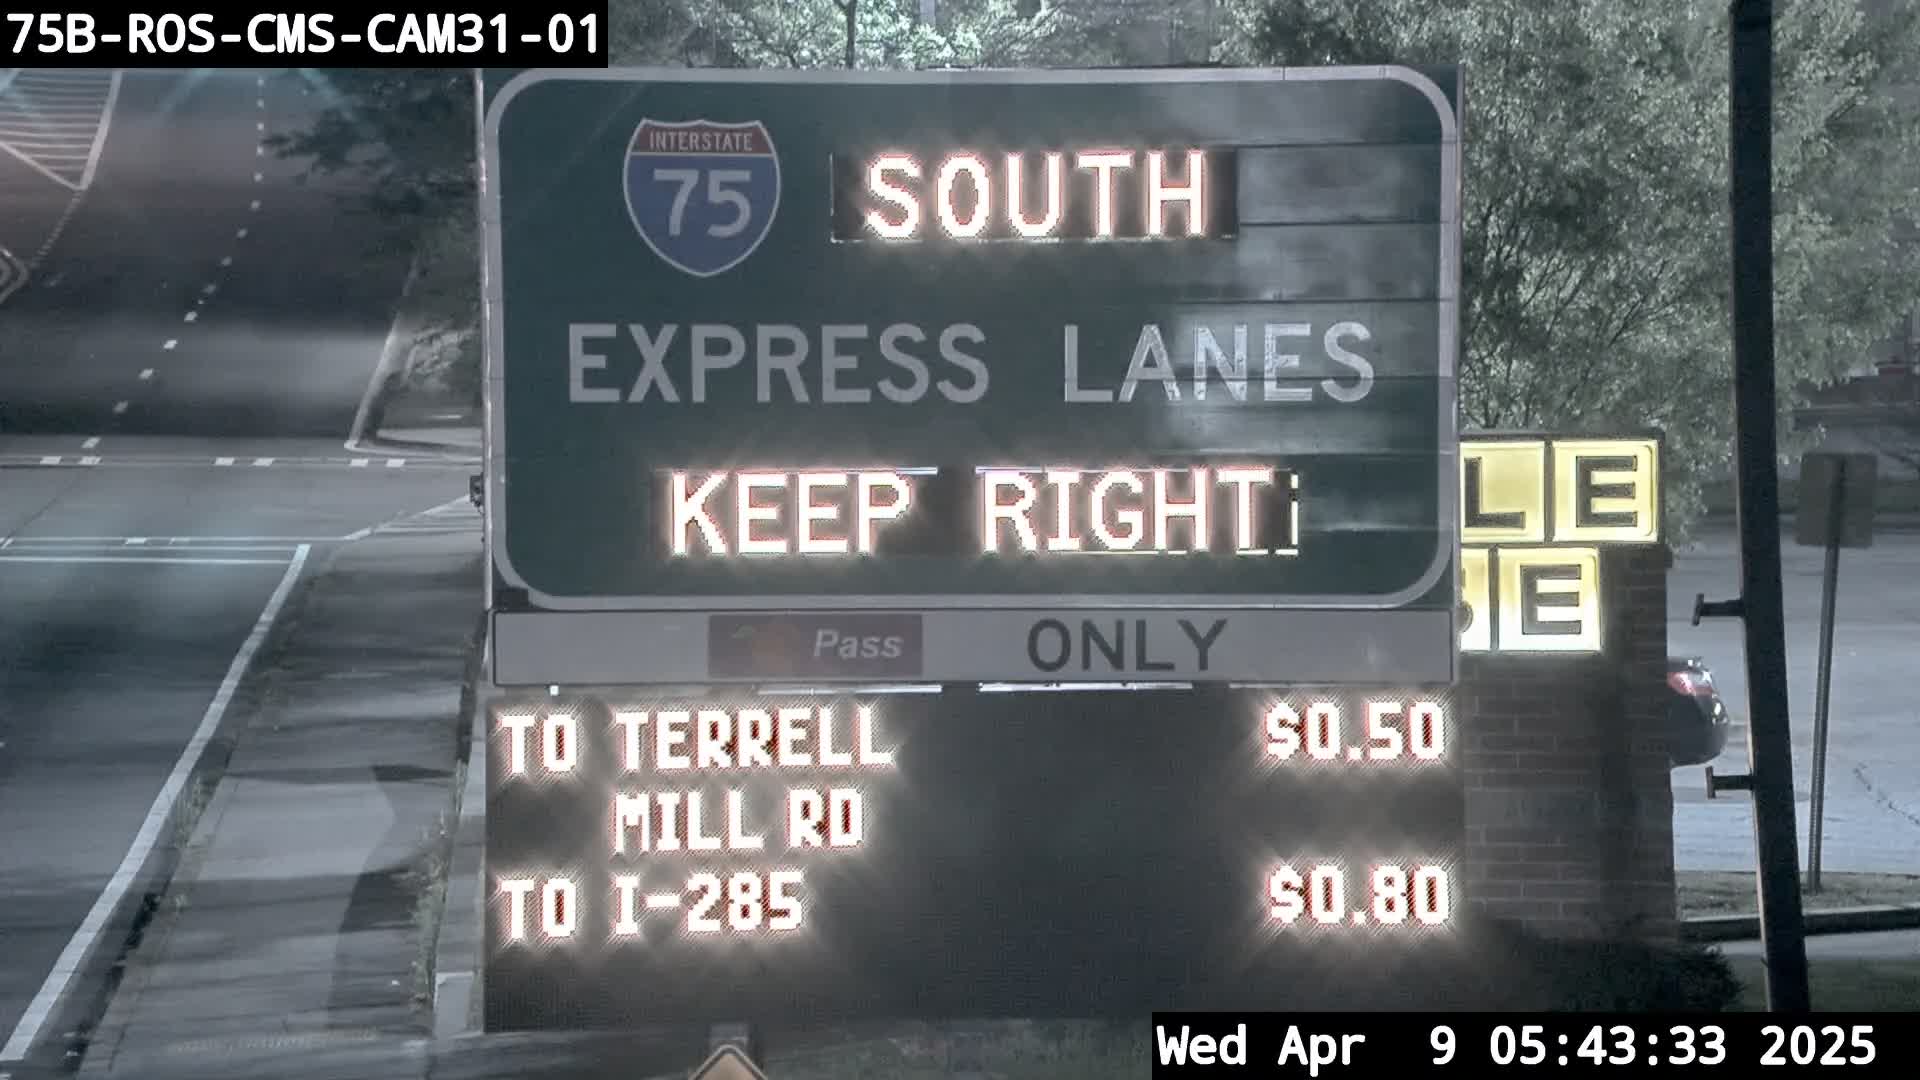 75B-ROS-CMS-CAM31-01
INTERSTATE
75
SOUTH
EXPRESS LANES
KEEP RIGHT
Pass ONLY
LE
E
TO TERRELL $0.50
MILL RD
TO I-285 $0.80
Wed Apr 9 05:43:33 2025